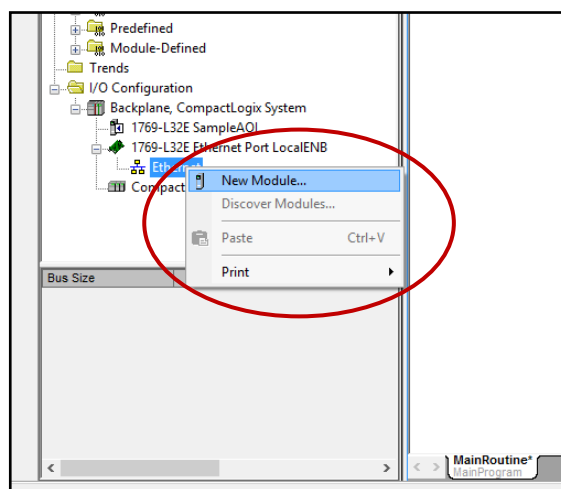 Predefined
Module-Defined
Trends
I/O Configuration
Backplane, CompactLogix System
1769-L32E SampleAOI
1769-L32E Ethernet Port LocalENB
Ethernet
New Module...
Compact
Discover Modules...
Paste Ctrl+V
Print
Bus Size
MainRoutine*
MainProgram